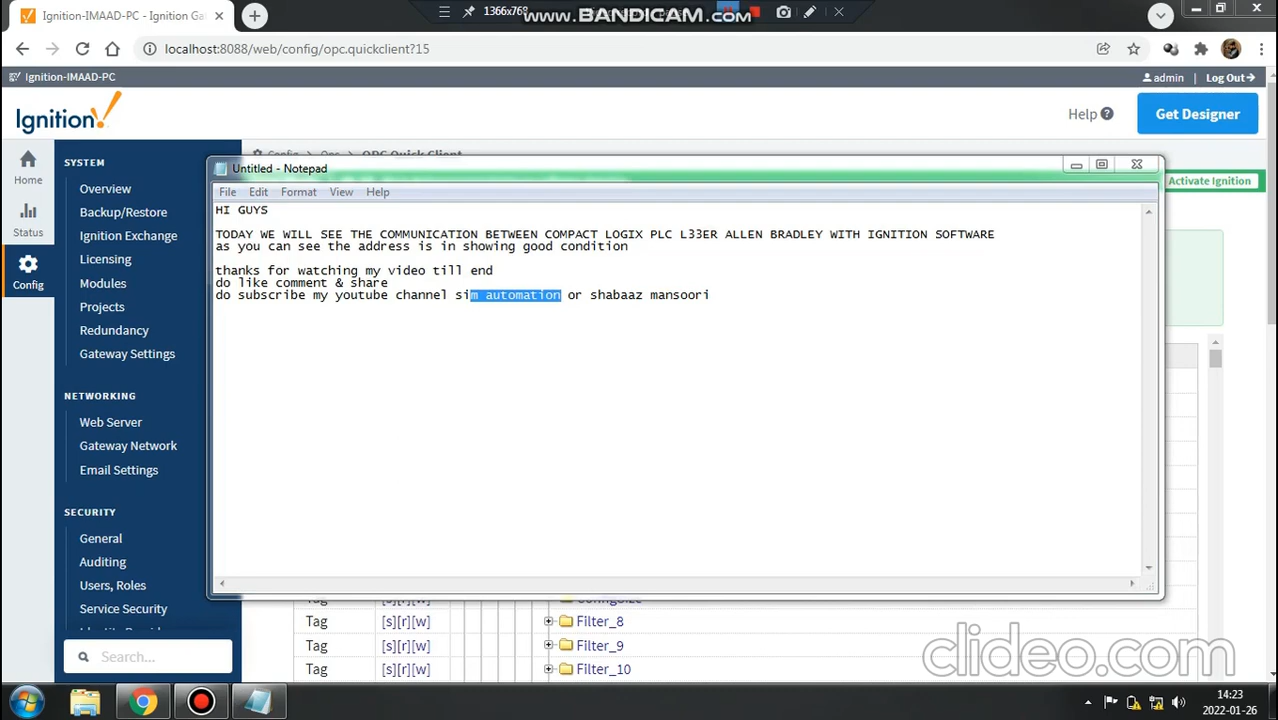 Ignition-IMAAD-PC - Ignition Ga
1366x768
www.BANDICAM.com
localhost:8088/web/config/opc.quickclient?15
Ignition-IMAAD-PC
admin | Log Out
Ignition!
Help
Get Designer
Home
Status
Config
SYSTEM
Overview
Backup/Restore
Ignition Exchange
Licensing
Modules
Projects
Redundancy
Gateway Settings
NETWORKING
Web Server
Gateway Network
Email Settings
SECURITY
General
Auditing
Users, Roles
Service Security
Search...
OPC Quick Client
Activate Ignition
Untitled - Notepad
File Edit Format View Help
HI GUYS
TODAY WE WILL SEE THE COMMUNICATION BETWEEN COMPACT LOGIX PLC L33ER ALLEN BRADLEY WITH IGNITION SOFTWARE
as you can see the address is in showing good condition
thanks for watching my video till end
do like comment & share
do subscribe my youtube channel sim automation or shabaaz mansoori
Tag [s][r][w] Filter_8
Tag [s][r][w] Filter_9
Tag [s][r][w] Filter_10
clideo.com
14:23
2022-01-26